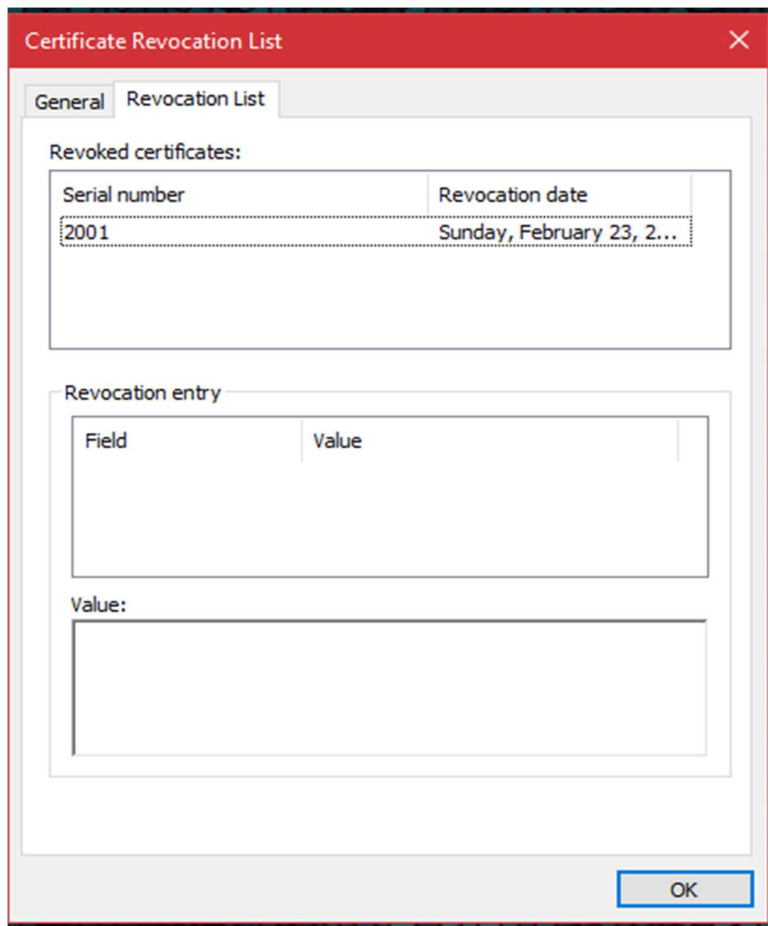 Certificate Revocation List
General Revocation List
Revoked certificates:
Serial number Revocation date
2001 Sunday, February 23, 2...
Revocation entry
Field Value
Value:
OK